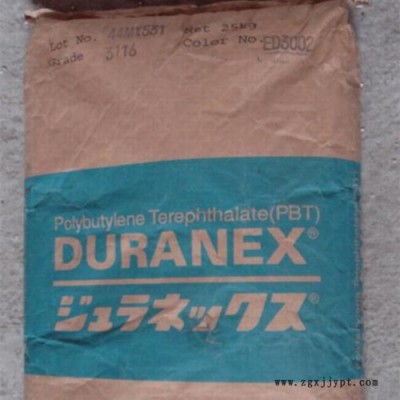 Lot No. 44M1551 Net 25kg
Grade 3116 Color No. ED3002
Polybutylene Terephthalate(PBT)
DURANEX®
ジュラネックス®
www.zgxjjypt.com